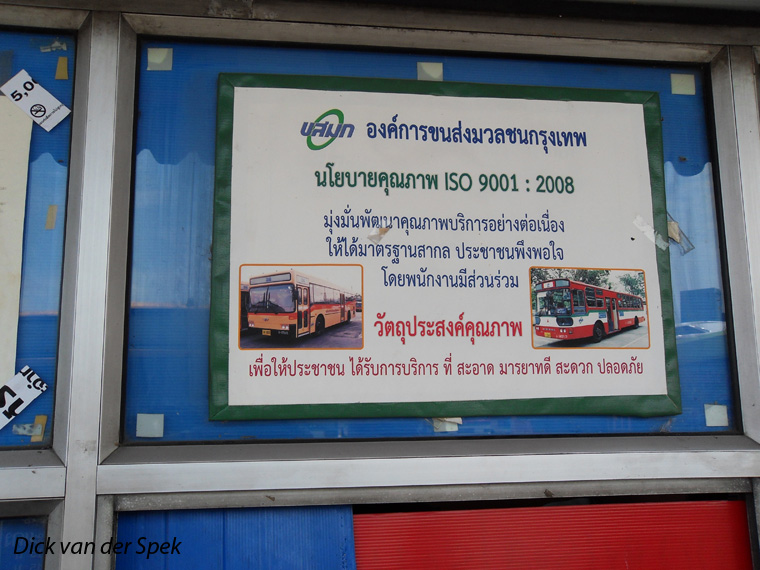 5,0
ขสมก องค์การขนส่งมวลชนกรุงเทพ
นโยบายคุณภาพ ISO 9001 : 2008
มุ่งมั่นพัฒนาคุณภาพบริการอย่างต่อเนื่อง
ให้ได้มาตรฐานสากล ประชาชนพึงพอใจ
โดยพนักงานมีส่วนร่วม
วัตถุประสงค์คุณภาพ
เพื่อให้ประชาชน ได้รับการบริการ ที่ สะอาด มารยาทดี สะดวก ปลอดภัย
Dick van der Spek